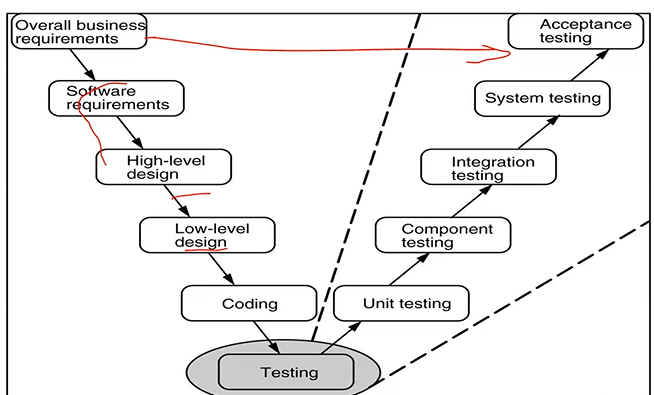 Overall business
requirements
Acceptance
testing
Software
requirements
System testing
High-level
design
Integration
testing
Low-level
design
Component
testing
Coding
Unit testing
Testing